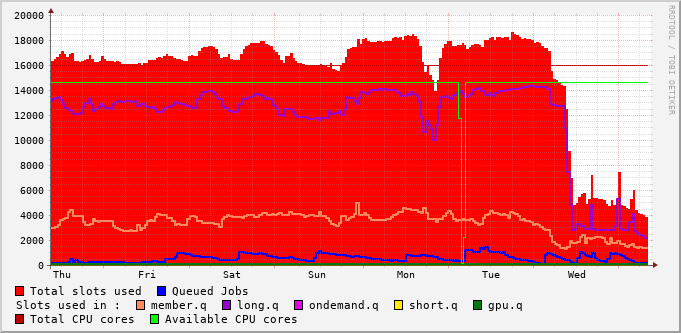 20000
18000
16000
14000
12000
10000
8000
6000
4000
2000
0
Thu Fri Sat Sun Mon Tue Wed
RRDTOOL / TOBI OETIKER
Total slots used Queued Jobs
Slots used in : member.q long.q ondemand.q short.q gpu.q
Total CPU cores Available CPU cores